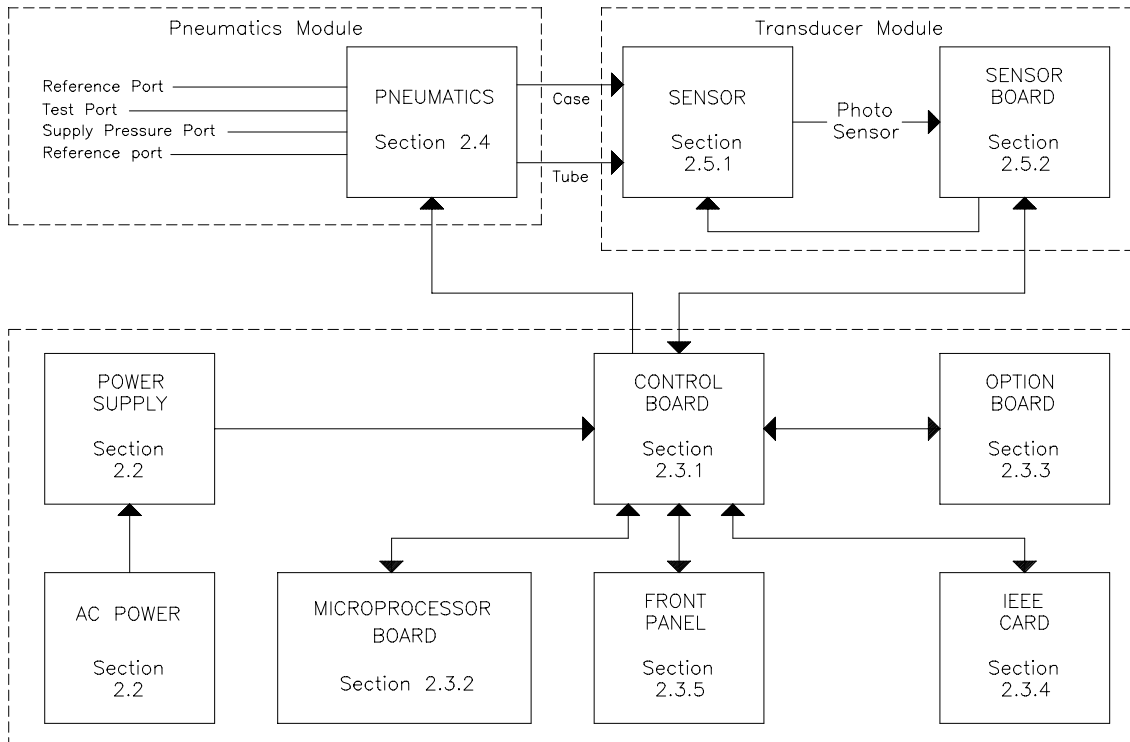 Pneumatics Module
Transducer Module
Reference Port
Test Port
Supply Pressure Port
Reference port
PNEUMATICS
Section 2.4
Case
Tube
SENSOR
Section
2.5.1
Photo
Sensor
SENSOR
BOARD
Section
2.5.2
POWER
SUPPLY
Section
2.2
CONTROL
BOARD
Section
2.3.1
OPTION
BOARD
Section
2.3.3
AC POWER
Section
2.2
MICROPROCESSOR
BOARD
Section 2.3.2
FRONT
PANEL
Section
2.3.5
IEEE
CARD
Section
2.3.4